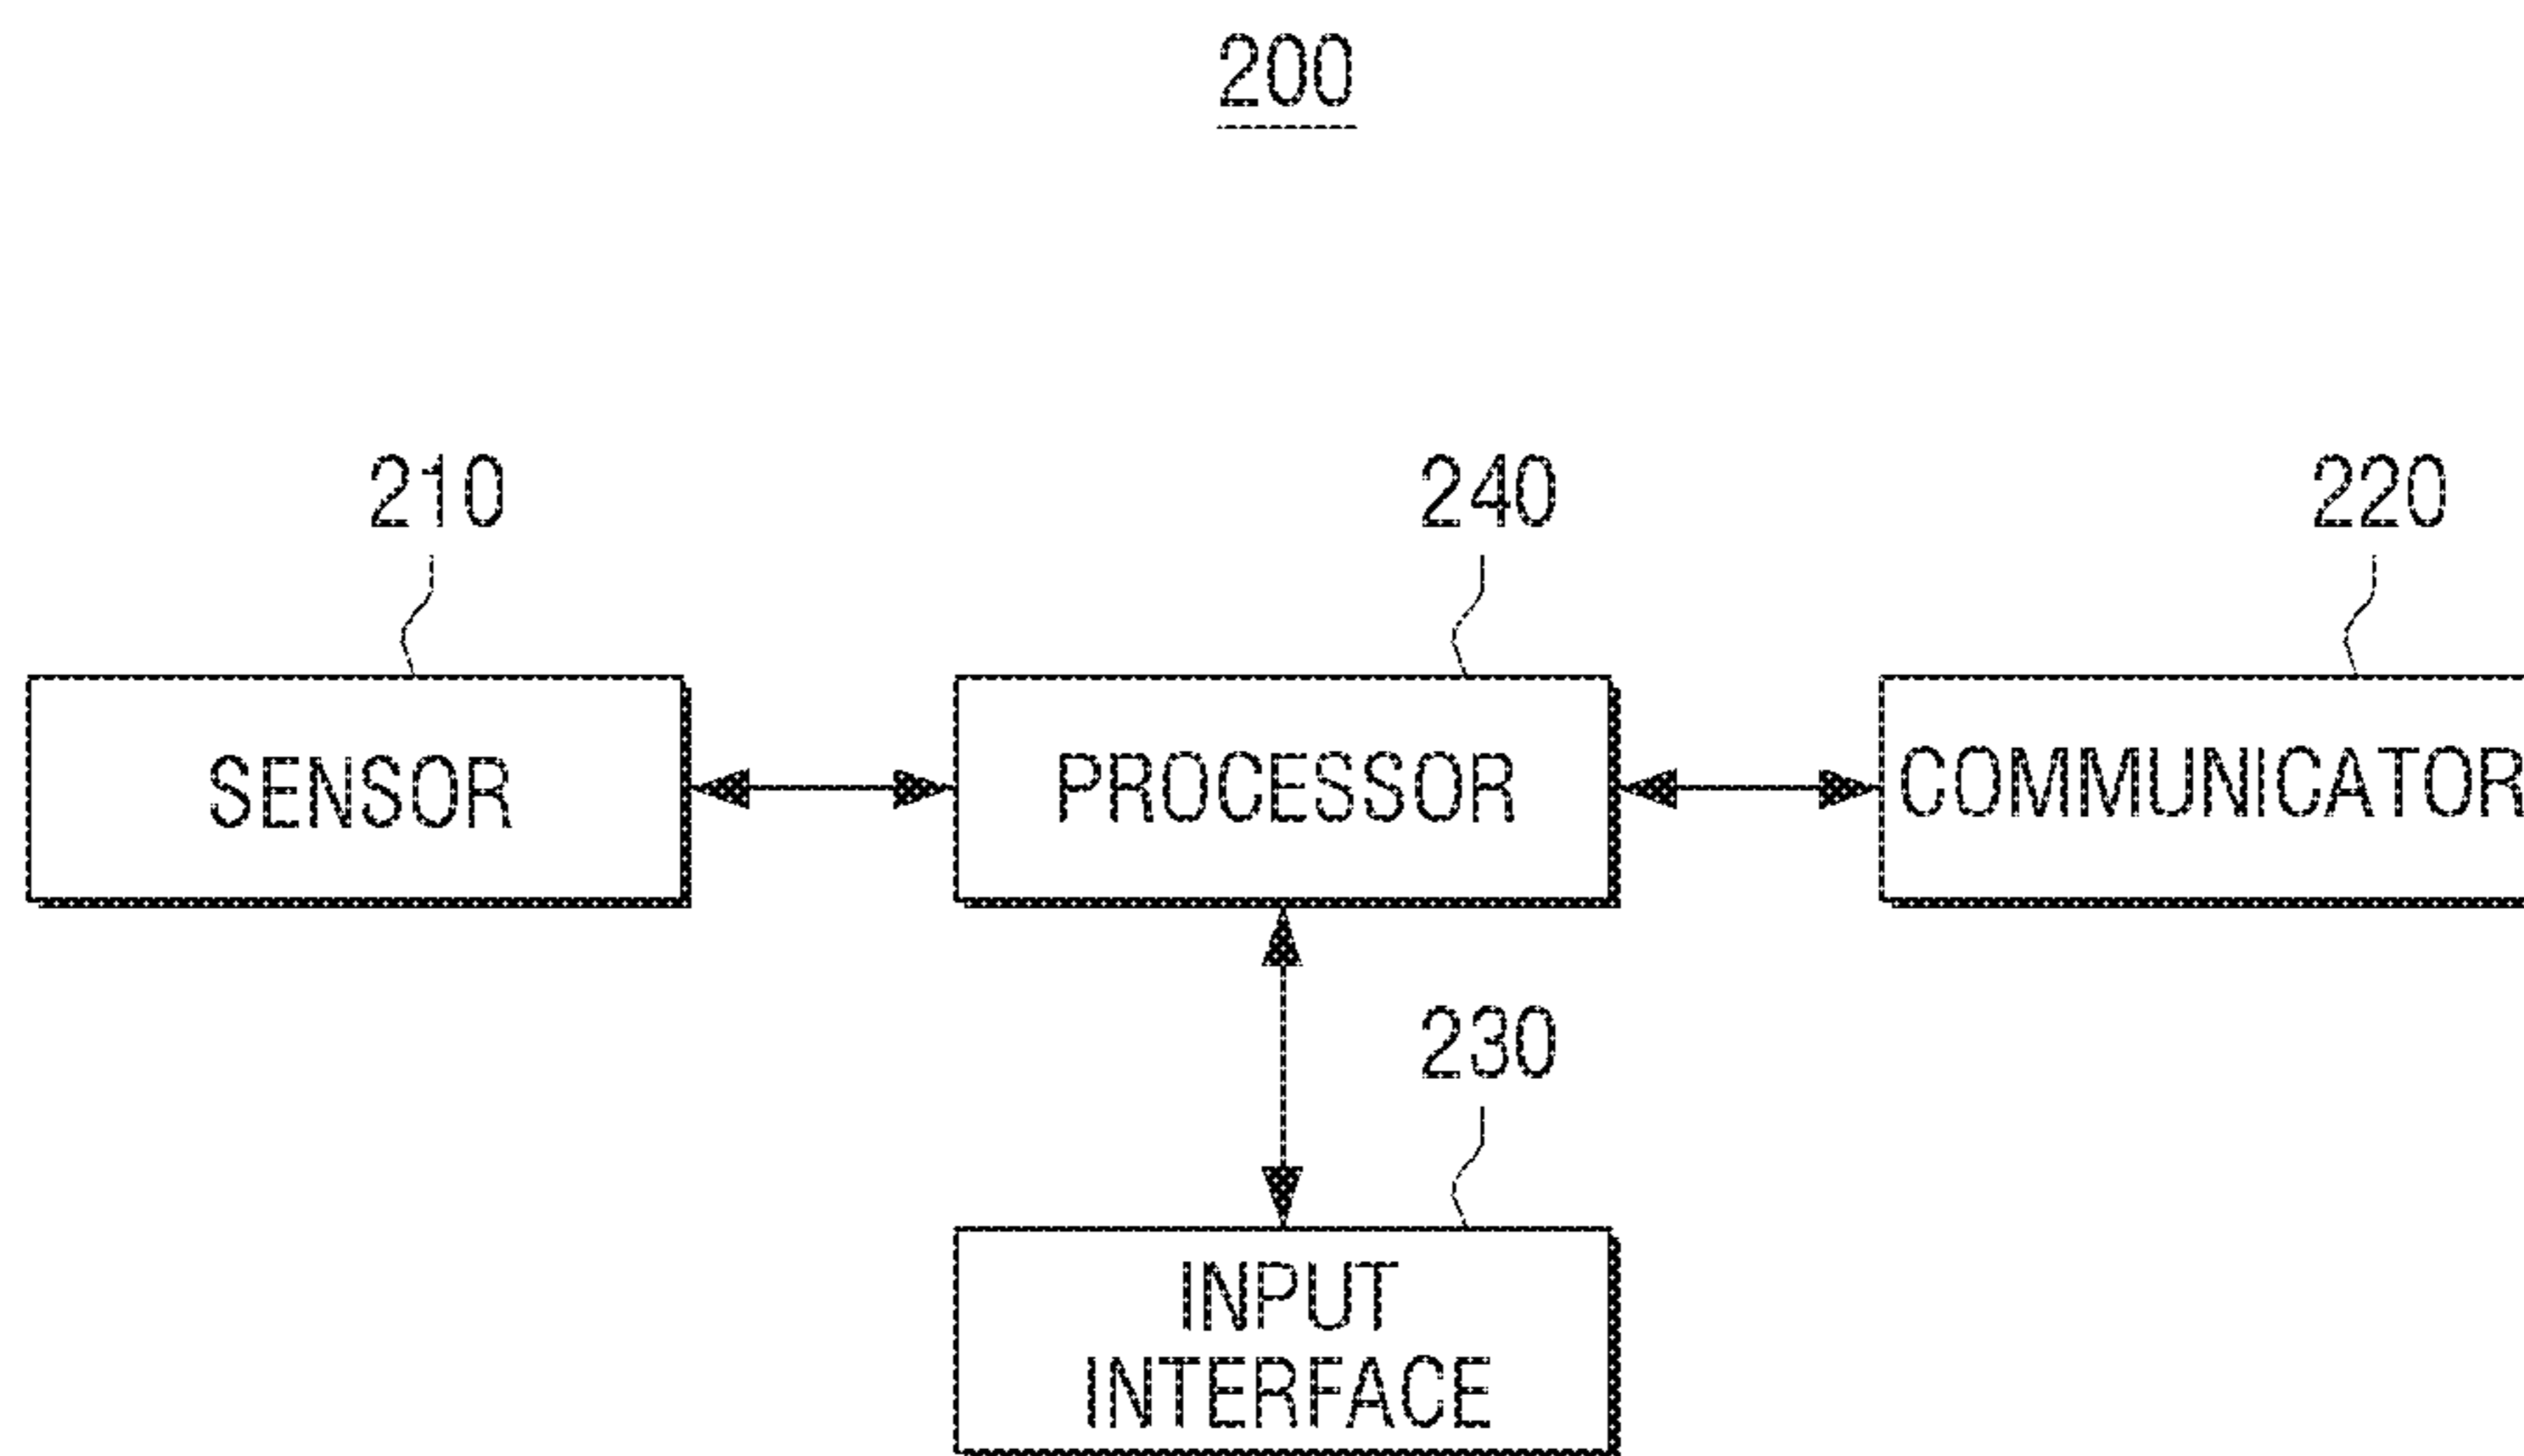 200
210
240
220
SENSOR
PROCESSOR
COMMUNICATOR
230
INPUT
INTERFACE